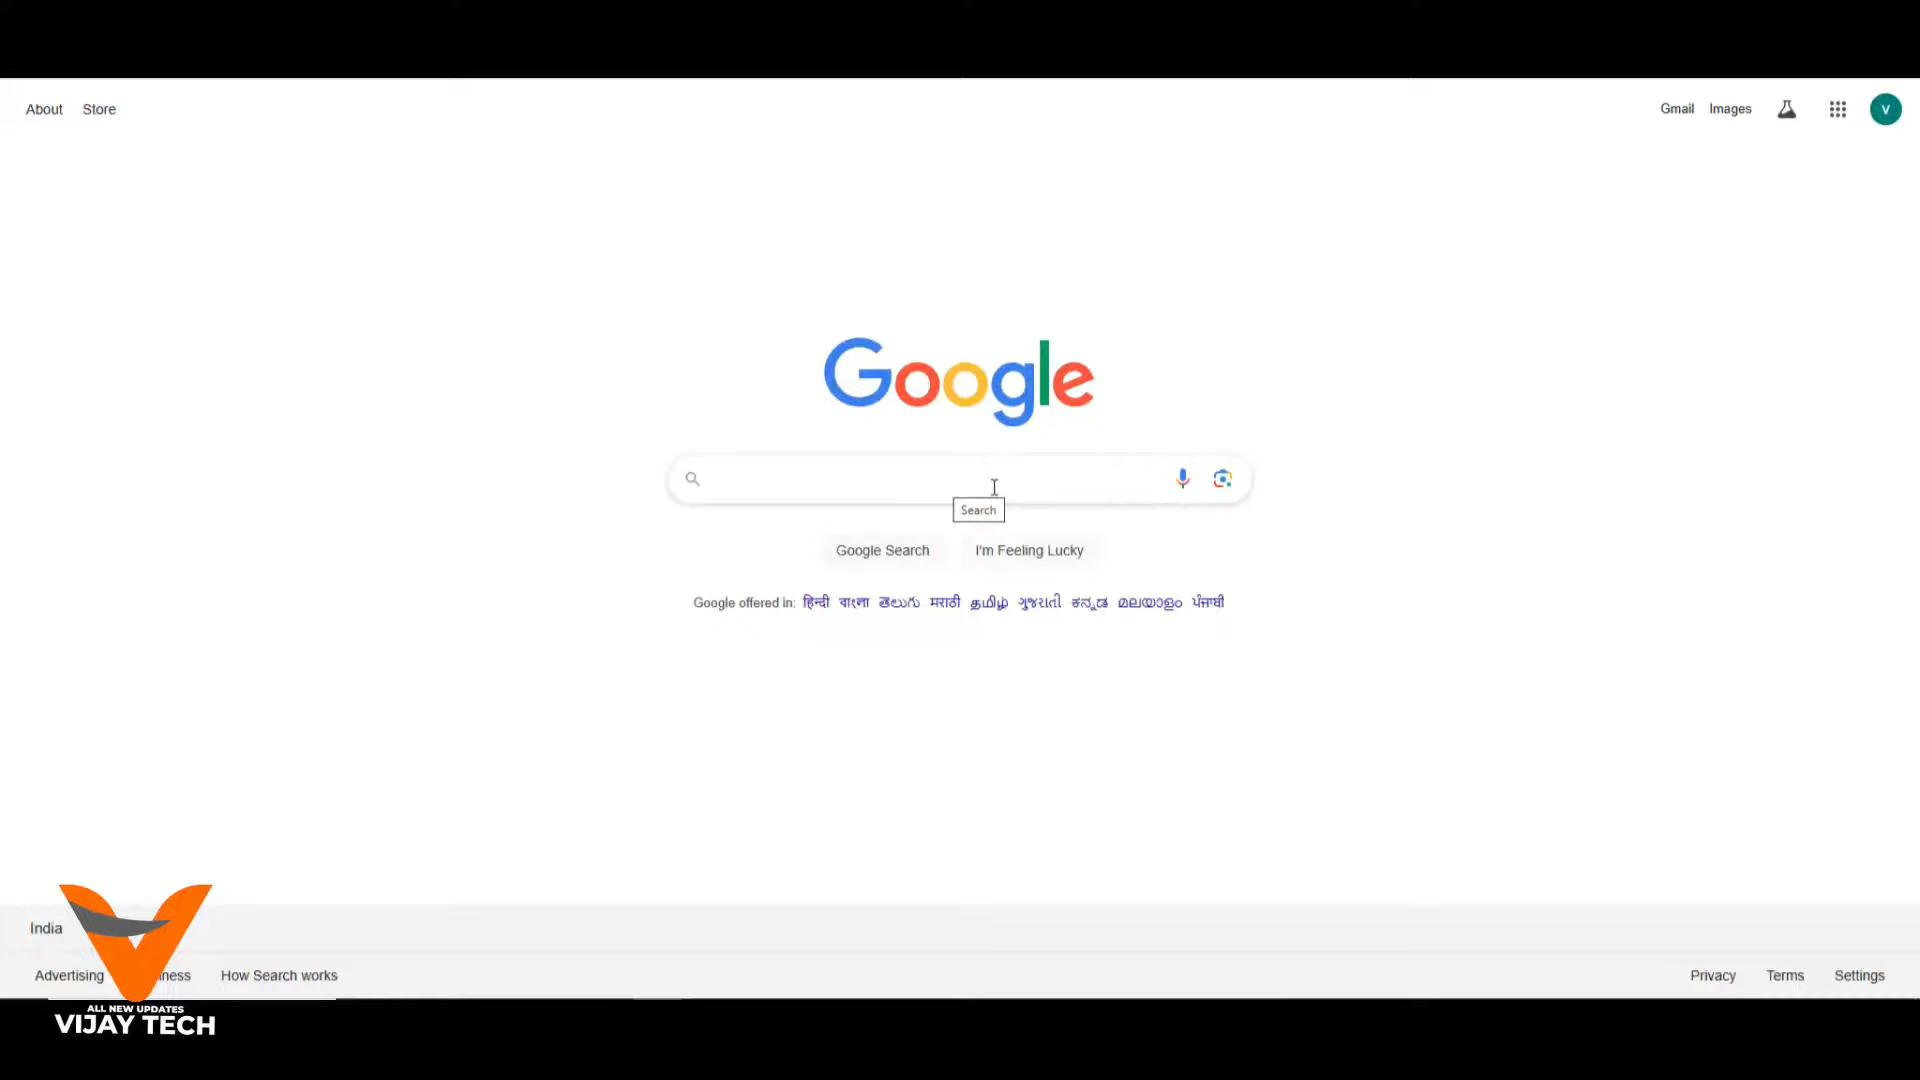 About Store
Gmail Images
V
Google
Search
Google Search I'm Feeling Lucky
Google offered in: हिन्दी বাংলা తెలుగు मराठी தமிழ் ગુજરાતી ಕನ್ನಡ മലയാളം ਪੰਜਾਬੀ
India
Advertising How Search works
Privacy Terms Settings
ALL NEW UPDATES
VIJAY TECH